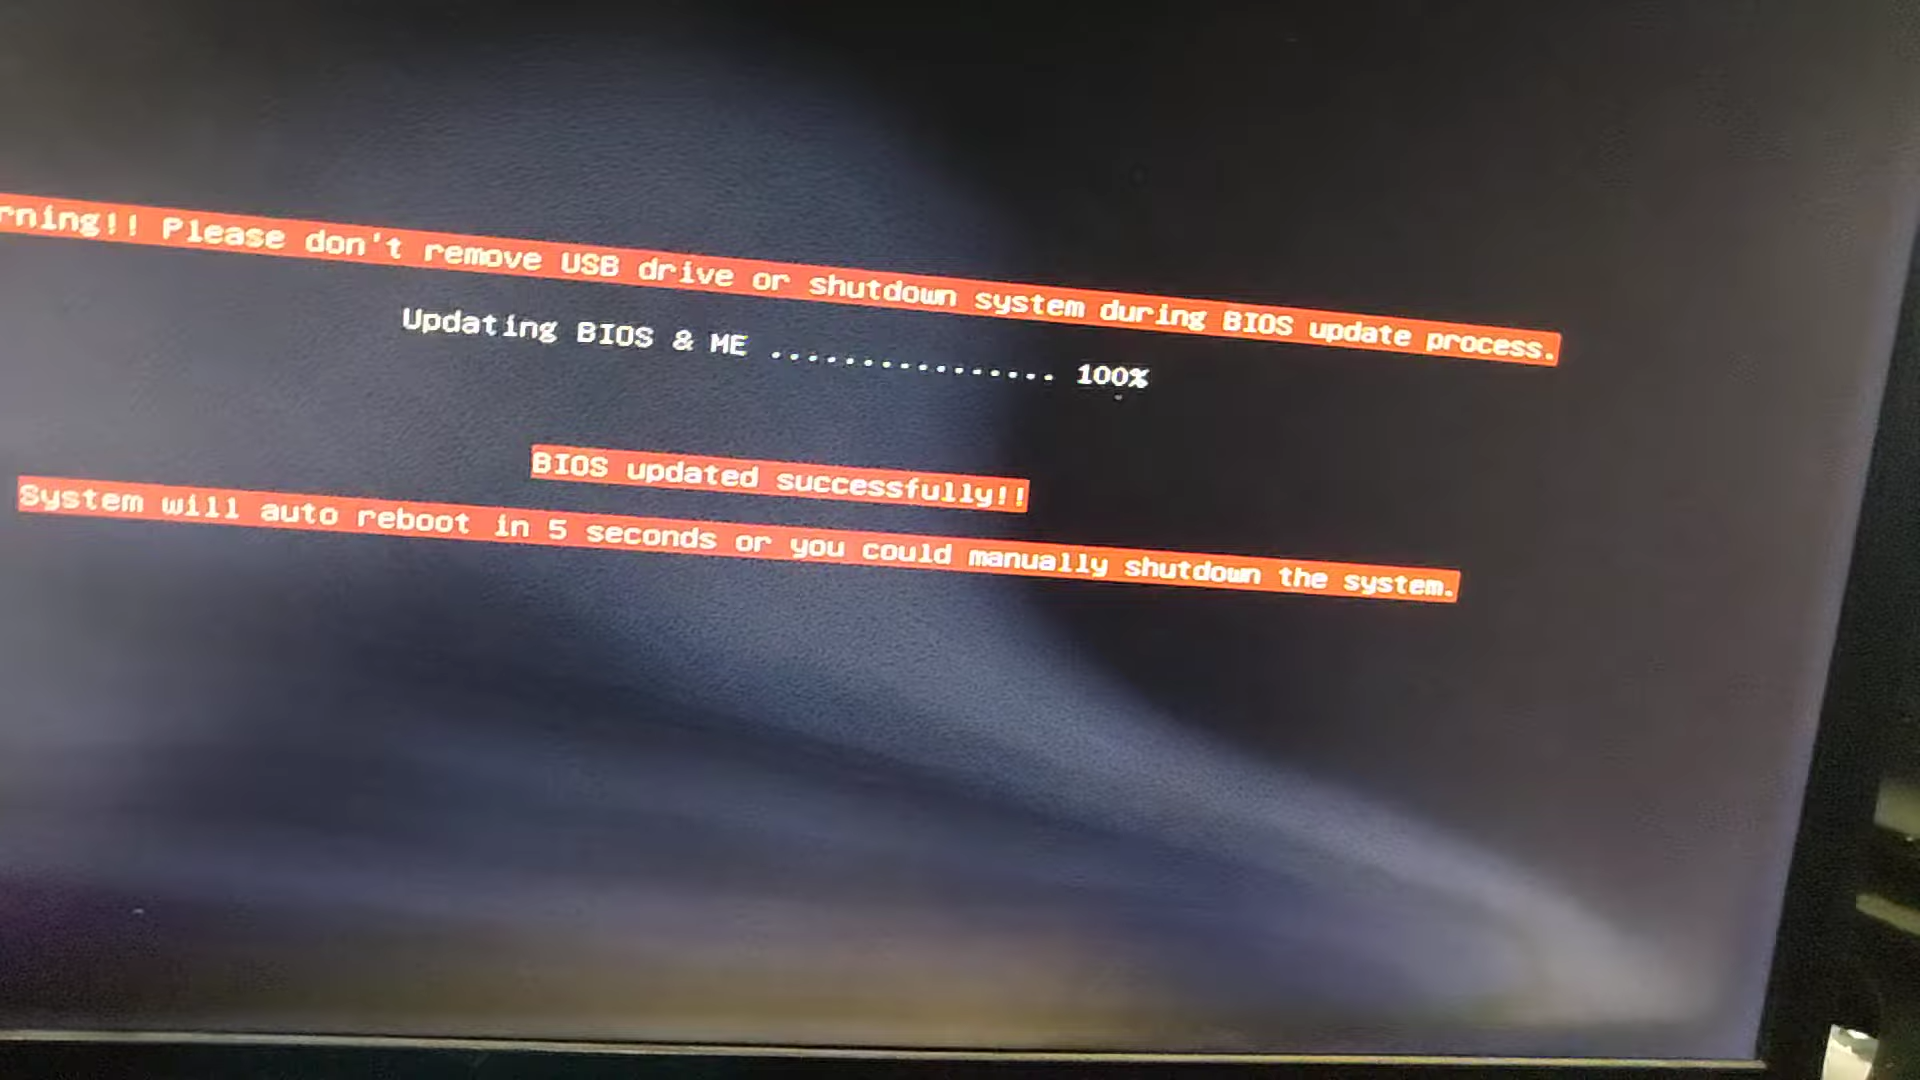 rning!! Please don't remove USB drive or shutdown system during BIOS update process.
Updating BIOS & ME ................ 100%
BIOS updated successfully!!
System will auto reboot in 5 seconds or you could manually shutdown the system.